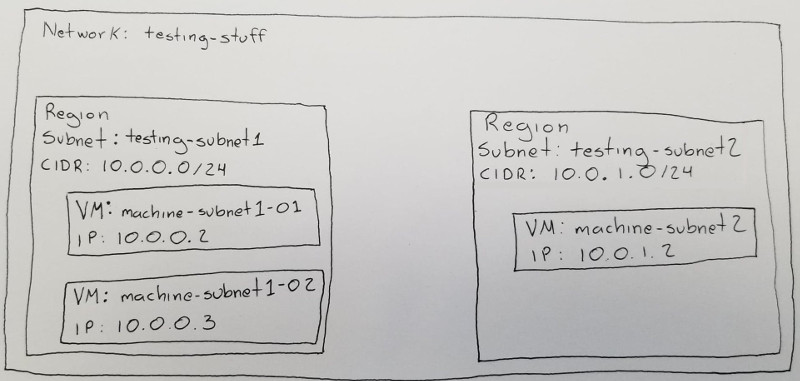 Network: testing-stuff
Region
Subnet: testing-subnet1
CIDR: 10.0.0.0/24
VM: machine-subnet1-01
IP: 10.0.0.2
VM: machine-subnet1-02
IP: 10.0.0.3
Region
Subnet: testing-subnet2
CIDR: 10.0.1.0/24
VM: machine-subnet2
IP: 10.0.1.2